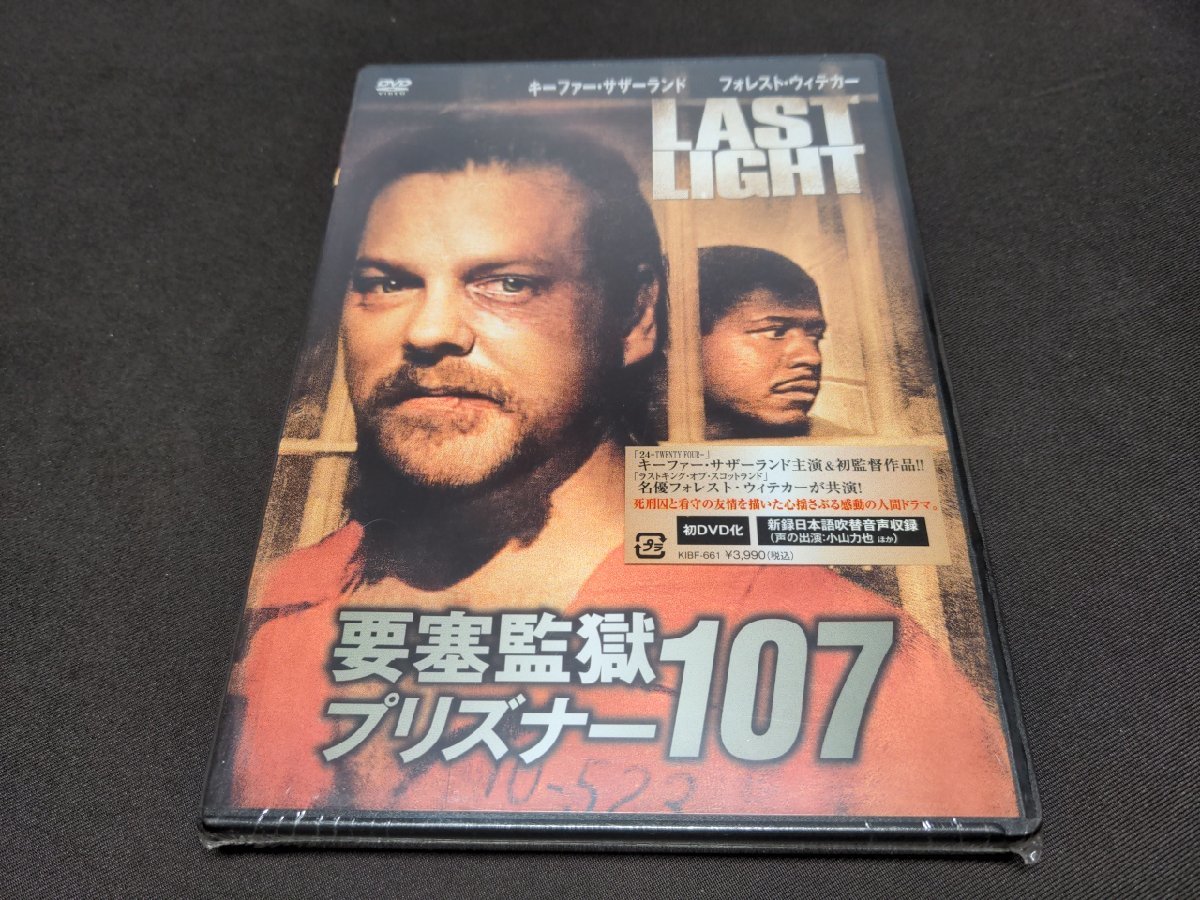 DVD
VIDEO
キーファー・サザーランド フォレスト・ウィテカー
LAST
LIGHT
「24-TWENTY FOUR-」
キーファー・サザーランド主演&初監督作品!!
「ラストキング・オブ・スコットランド」
名優フォレスト・ウィテカーが共演!
死刑囚と看守の友情を描いた心揺さぶる感動の人間ドラマ。
初DVD化
新録日本語吹替音声収録
(声の出演:小山力也 ほか)
プラ
KIBF-661 ¥3,990(税込)
要塞監獄
プリズナー107
10-522